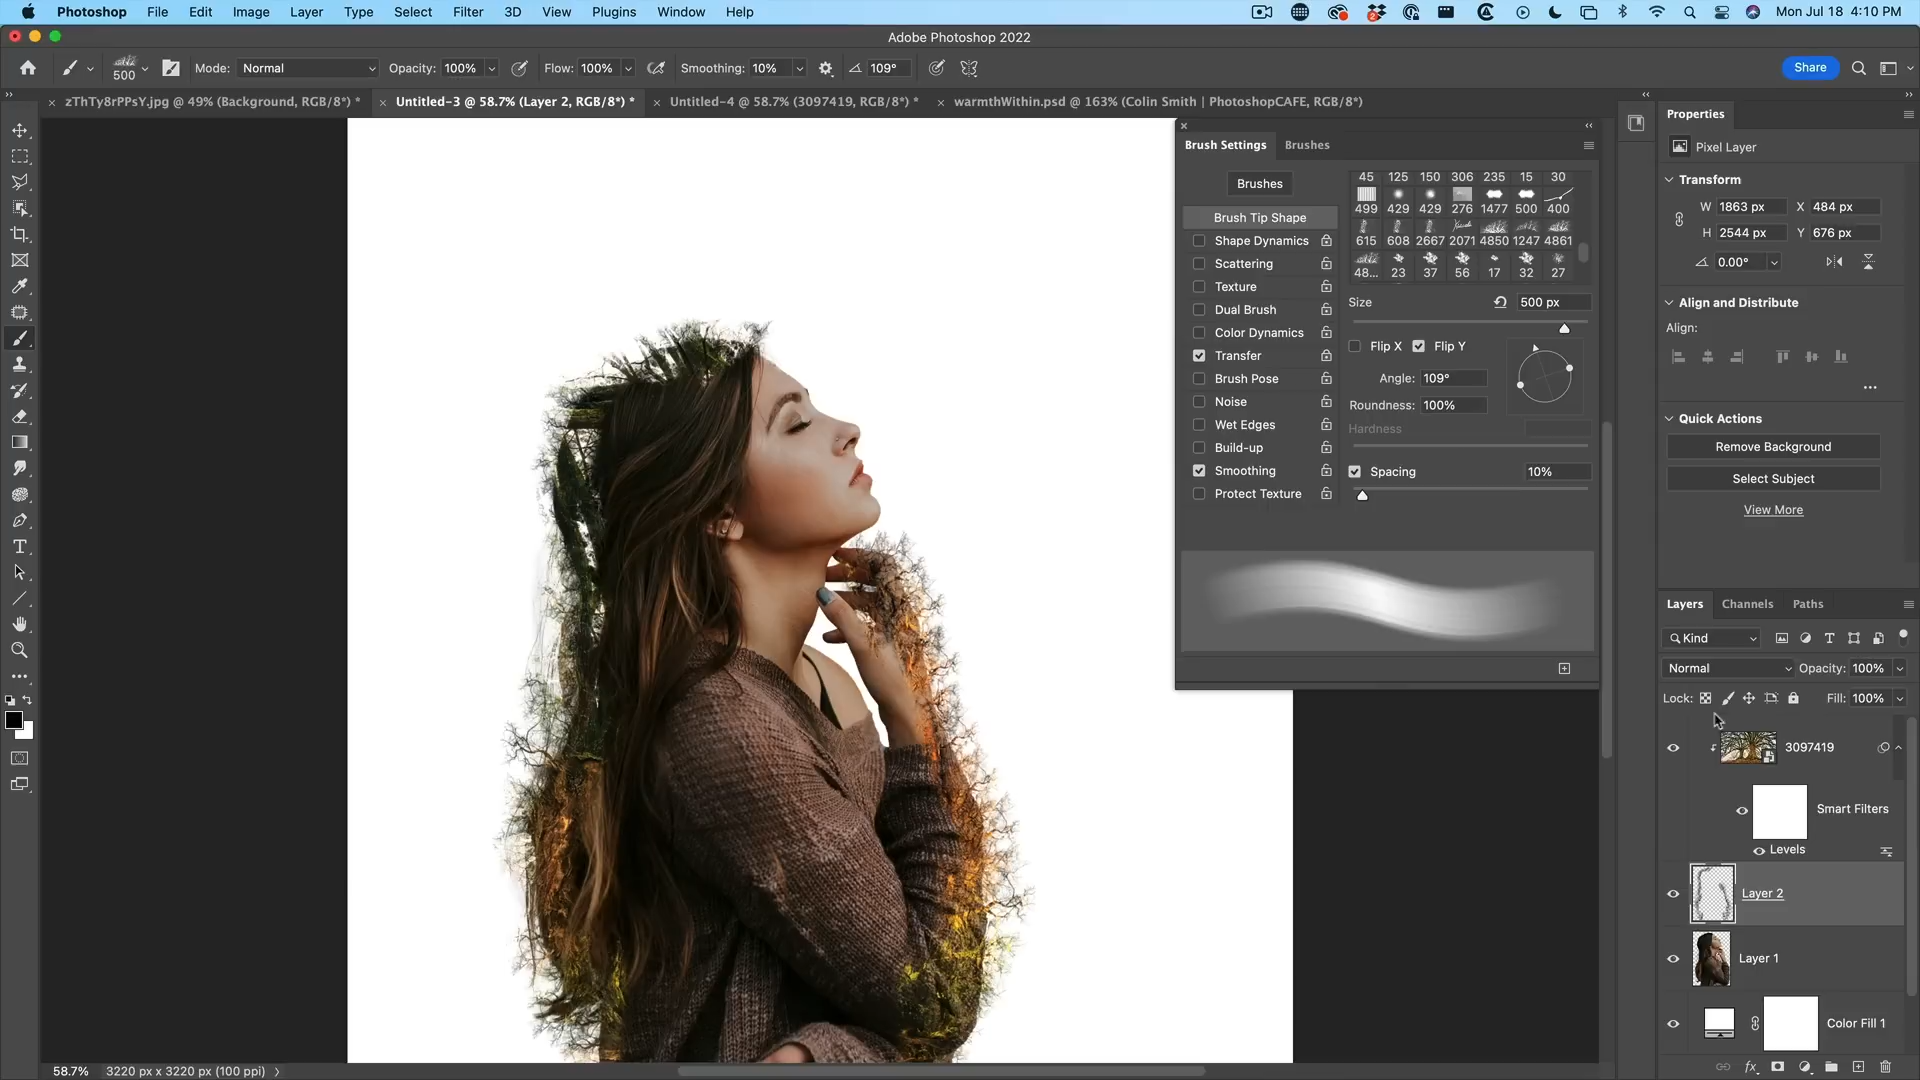 Photoshop File Edit Image Layer Type Select Filter 3D View Plugins Window Help
Mon Jul 18 4:10 PM
Adobe Photoshop 2022
500 Mode: Normal Opacity: 100% Flow: 100% Smoothing: 10% 109° Share
zThTy8rPPsY.jpg @ 49% (Background, RGB/8*) *
Untitled-3 @ 58.7% (Layer 2, RGB/8*) *
Untitled-4 @ 58.7% (3097419, RGB/8*) *
warmthWithin.psd @ 163% (Colin Smith | PhotoshopCAFE, RGB/8*)
Brush Settings Brushes
Brushes
Brush Tip Shape
Shape Dynamics
Scattering
Texture
Dual Brush
Color Dynamics
Transfer
Brush Pose
Noise
Wet Edges
Build-up
Smoothing
Protect Texture
45 125 150 306 235 15 30
499 429 429 276 1477 500 400
615 608 2667 2071 4850 1247 4861
48... 23 37 56 17 32 27
Size 500 px
Flip X Flip Y
Angle: 109°
Roundness: 100%
Hardness
Spacing 10%
Properties
Pixel Layer
Transform
W 1863 px X 484 px
H 2544 px Y 676 px
0.00°
Align and Distribute
Align:
Quick Actions
Remove Background
Select Subject
View More
Layers Channels Paths
Kind
Normal Opacity: 100%
Lock: Fill: 100%
3097419
Smart Filters
Levels
Layer 2
Layer 1
Color Fill 1
58.7% 3220 px x 3220 px (100 ppi)